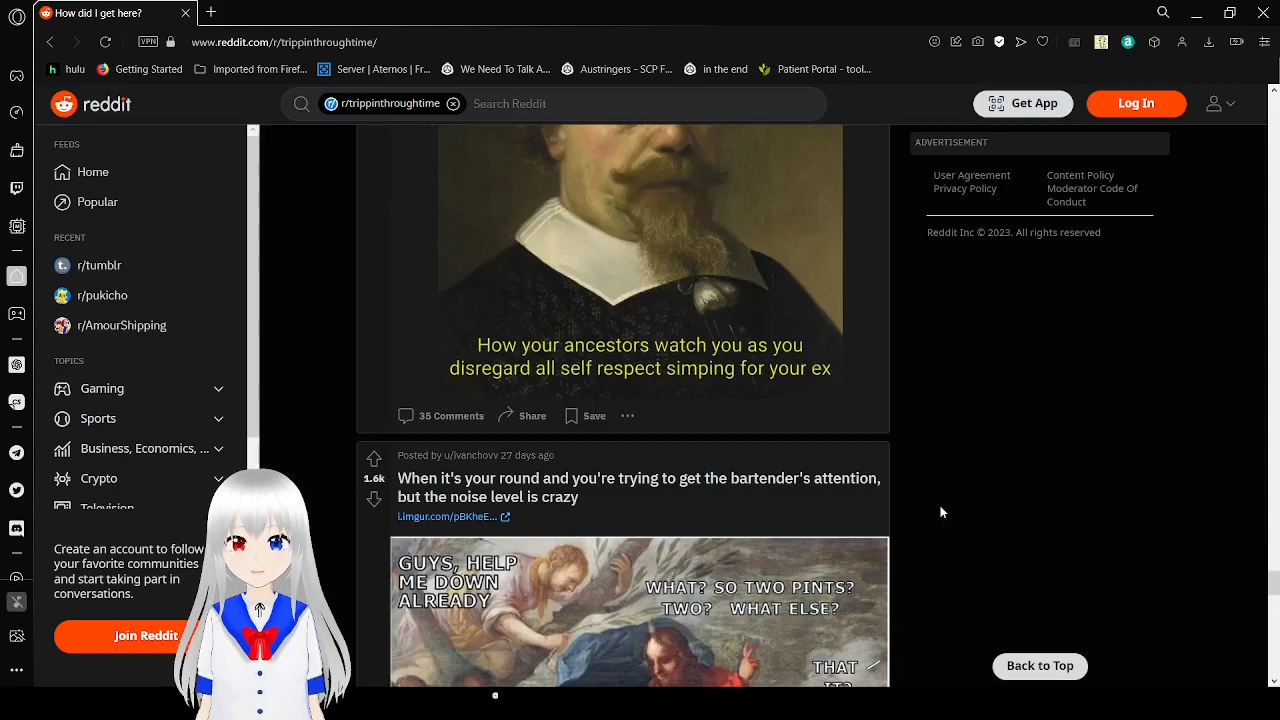 How did I get here?
VPN
www.reddit.com/r/trippinthroughtime/
hulu
Getting Started
Imported from Firef...
Server | Aternos | Fr...
We Need To Talk A...
Austringers - SCP F...
in the end
Patient Portal - tool...
reddit
r/trippinthroughtime
Search Reddit
Get App
Log In
FEEDS
Home
Popular
RECENT
r/tumblr
r/pukicho
r/AmourShipping
TOPICS
Gaming
Sports
Business, Economics, ...
Crypto
Television
Create an account to follow
your favorite communities
and start taking part in
conversations.
Join Reddit
How your ancestors watch you as you
disregard all self respect simping for your ex
35 Comments
Share
Save
Posted by u/Ivanchovv 27 days ago
1.6k
When it's your round and you're trying to get the bartender's attention,
but the noise level is crazy
i.imgur.com/pBKheE...
GUYS, HELP
ME DOWN
ALREADY
WHAT? SO TWO PINTS?
TWO? WHAT ELSE?
THAT
IT?
ADVERTISEMENT
User Agreement
Privacy Policy
Content Policy
Moderator Code Of
Conduct
Reddit Inc © 2023. All rights reserved
Back to Top